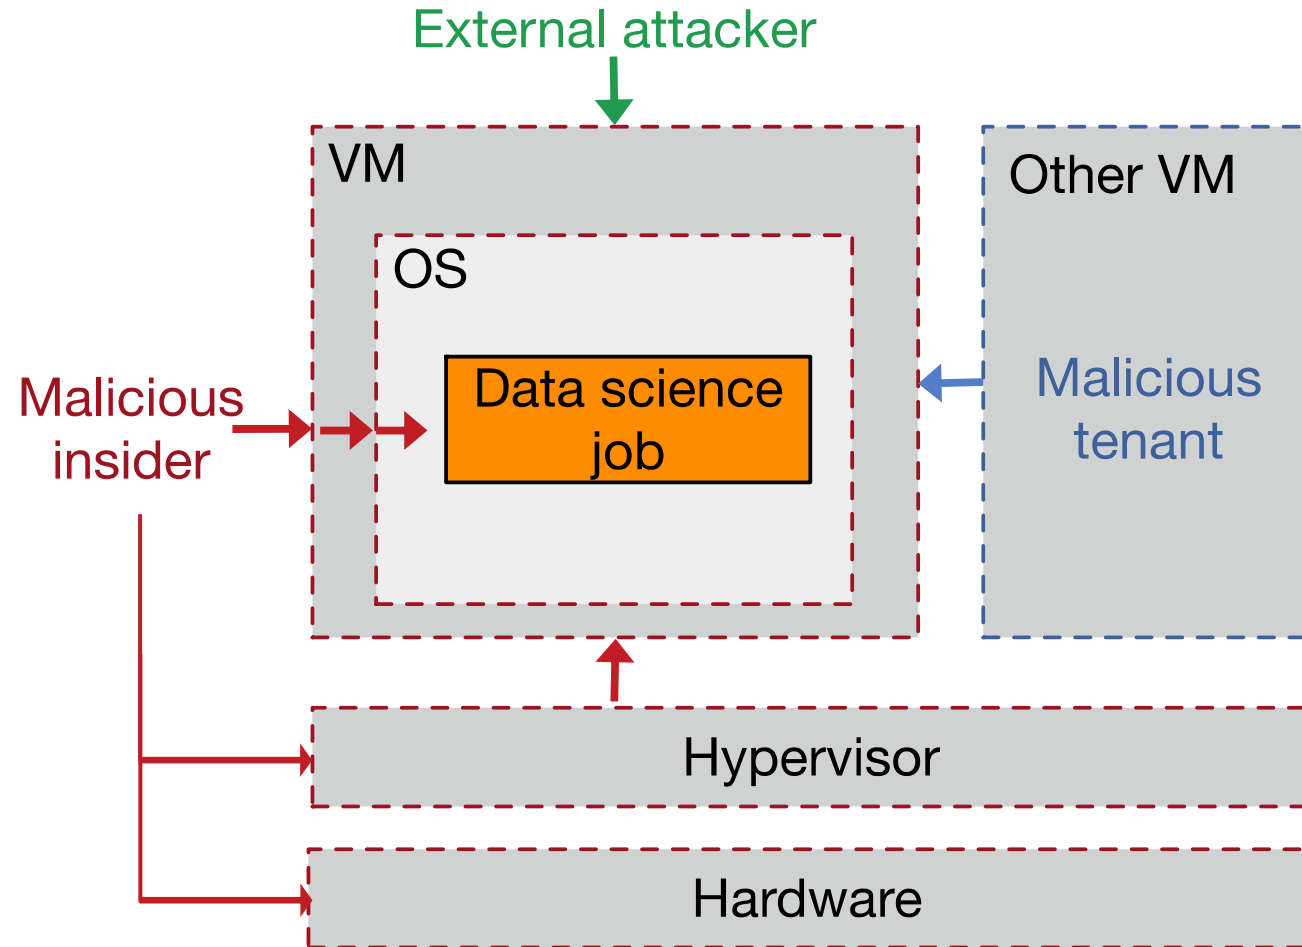 External attacker
VM
Other VM
OS
Malicious
insider
Data science
job
Malicious
tenant
Hypervisor
Hardware